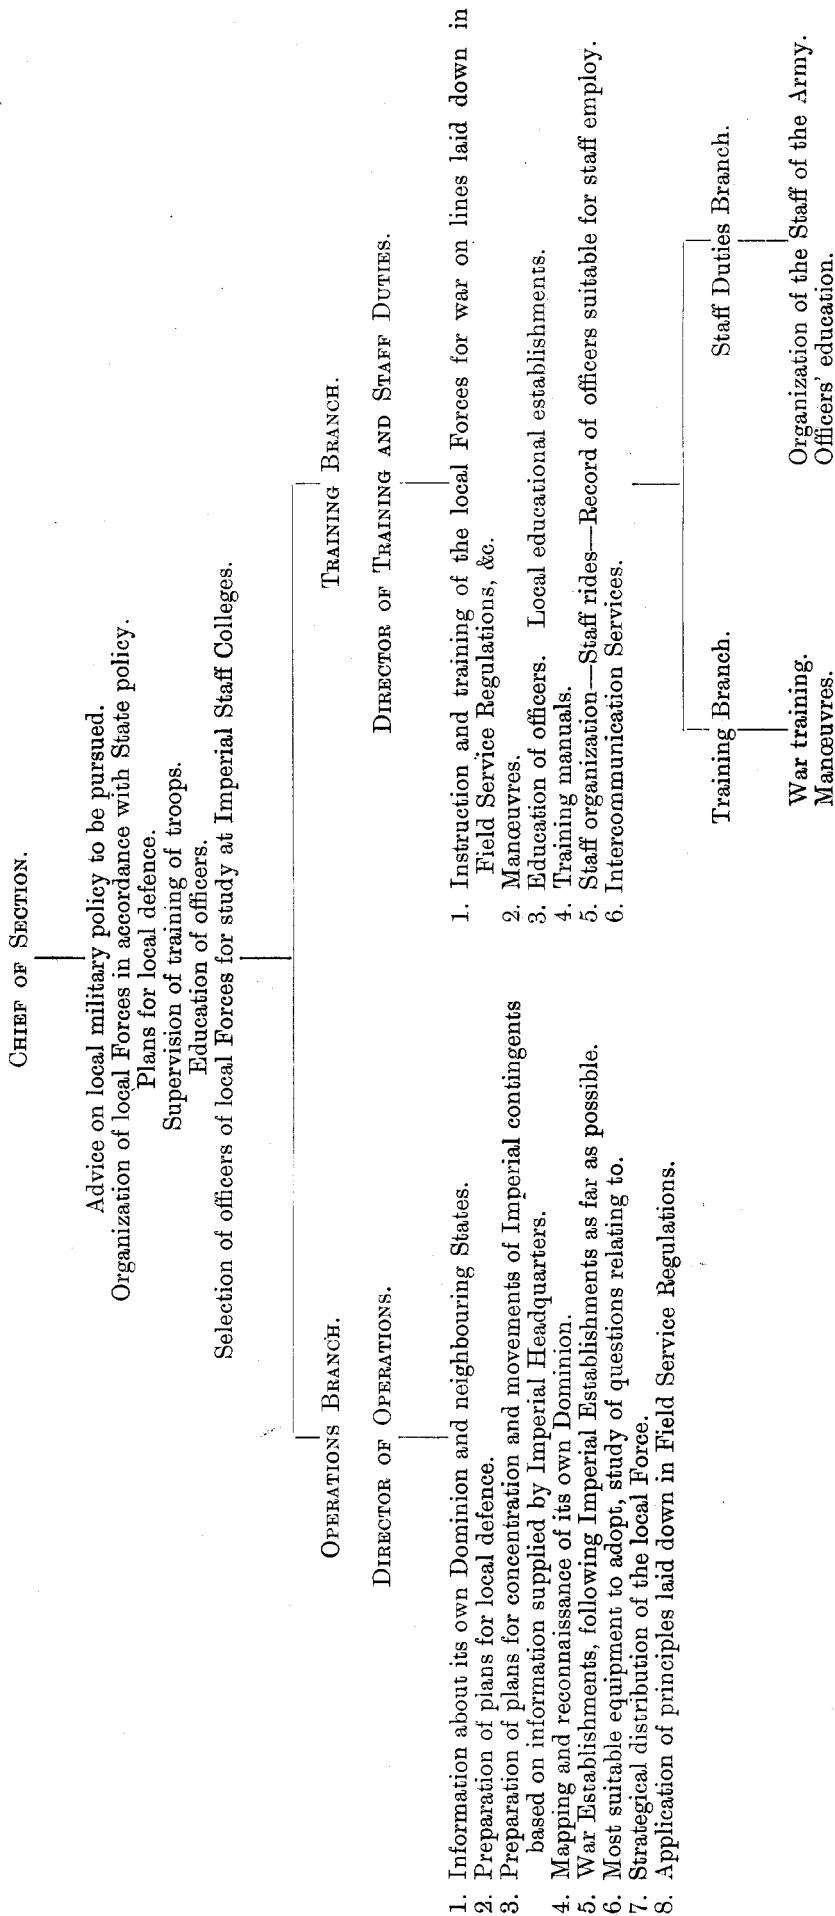 CHIEF OF SECTION.
Advice on local military policy to be pursued.
Organization of local Forces in accordance with State policy.
Plans for local defence.
Supervision of training of troops.
Education of officers.
Selection of officers of local Forces for study at Imperial Staff Colleges.
OPERATIONS BRANCH.
DIRECTOR OF OPERATIONS.
1. Information about its own Dominion and neighbouring States.
2. Preparation of plans for local defence.
3. Preparation of plans for concentration and movements of Imperial contingents
based on information supplied by Imperial Headquarters.
4. Mapping and reconnaissance of its own Dominion.
5. War Establishments, following Imperial Establishments as far as possible.
6. Most suitable equipment to adopt, study of questions relating to.
7. Strategical distribution of the local Force.
8. Application of principles laid down in Field Service Regulations.
TRAINING BRANCH.
DIRECTOR OF TRAINING AND STAFF DUTIES.
1. Instruction and training of the local Forces for war on lines laid down in
Field Service Regulations, &c.
2. Manœuvres.
3. Education of officers. Local educational establishments.
4. Training manuals.
5. Staff organization—Staff rides—Record of officers suitable for staff employ.
6. Intercommunication Services.
Training Branch.
War training.
Manœuvres.
Staff Duties Branch.
Organization of the Staff of the Army.
Officers' education.